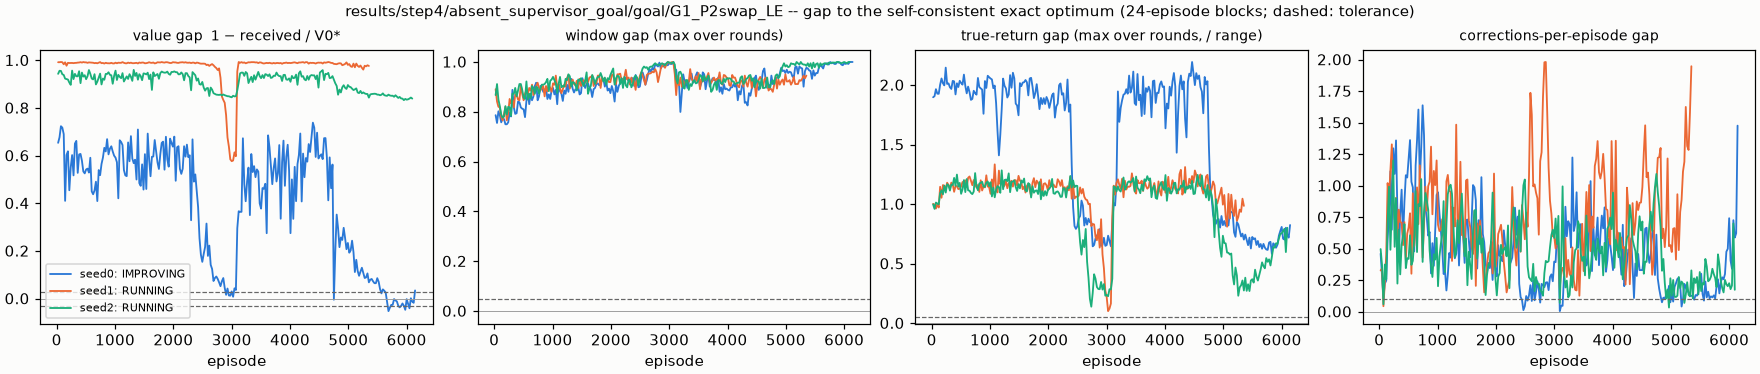 results/step4/absent_supervisor_goal/goal/G1_P2swap_LE -- gap to the self-consistent exact optimum (24-episode blocks; dashed: tolerance)
value gap 1 − received / V0*
1.0
0.8
0.6
0.4
0.2
0.0
seed0: IMPROVING
seed1: RUNNING
seed2: RUNNING
0 1000 2000 3000 4000 5000 6000
episode
window gap (max over rounds)
1.0
0.8
0.6
0.4
0.2
0.0
0 1000 2000 3000 4000 5000 6000
episode
true-return gap (max over rounds, / range)
2.0
1.5
1.0
0.5
0.0
0 1000 2000 3000 4000 5000 6000
episode
corrections-per-episode gap
2.00
1.75
1.50
1.25
1.00
0.75
0.50
0.25
0.00
0 1000 2000 3000 4000 5000 6000
episode